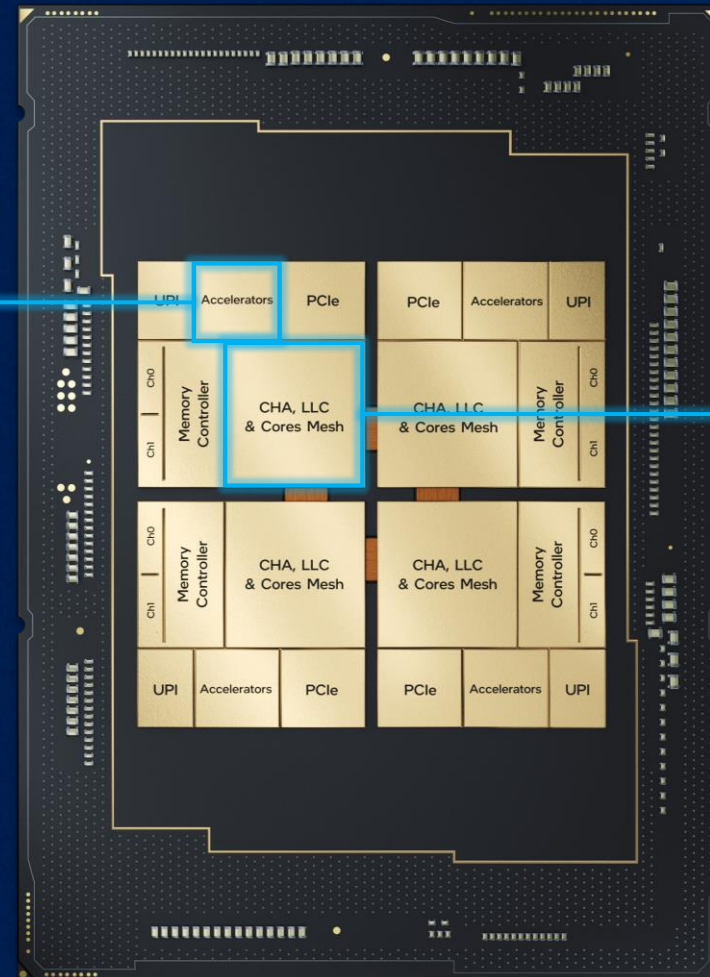 UPI
Accelerators
PCIe
PCIe
Accelerators
UPI
Ch0
Ch1
Memory
Controller
CHA, LLC
& Cores Mesh
CHA, LLC
& Cores Mesh
Memory
Controller
Ch0
Ch1
Ch0
Ch1
Memory
Controller
CHA, LLC
& Cores Mesh
CHA, LLC
& Cores Mesh
Memory
Controller
Ch0
Ch1
UPI
Accelerators
PCIe
PCIe
Accelerators
UPI